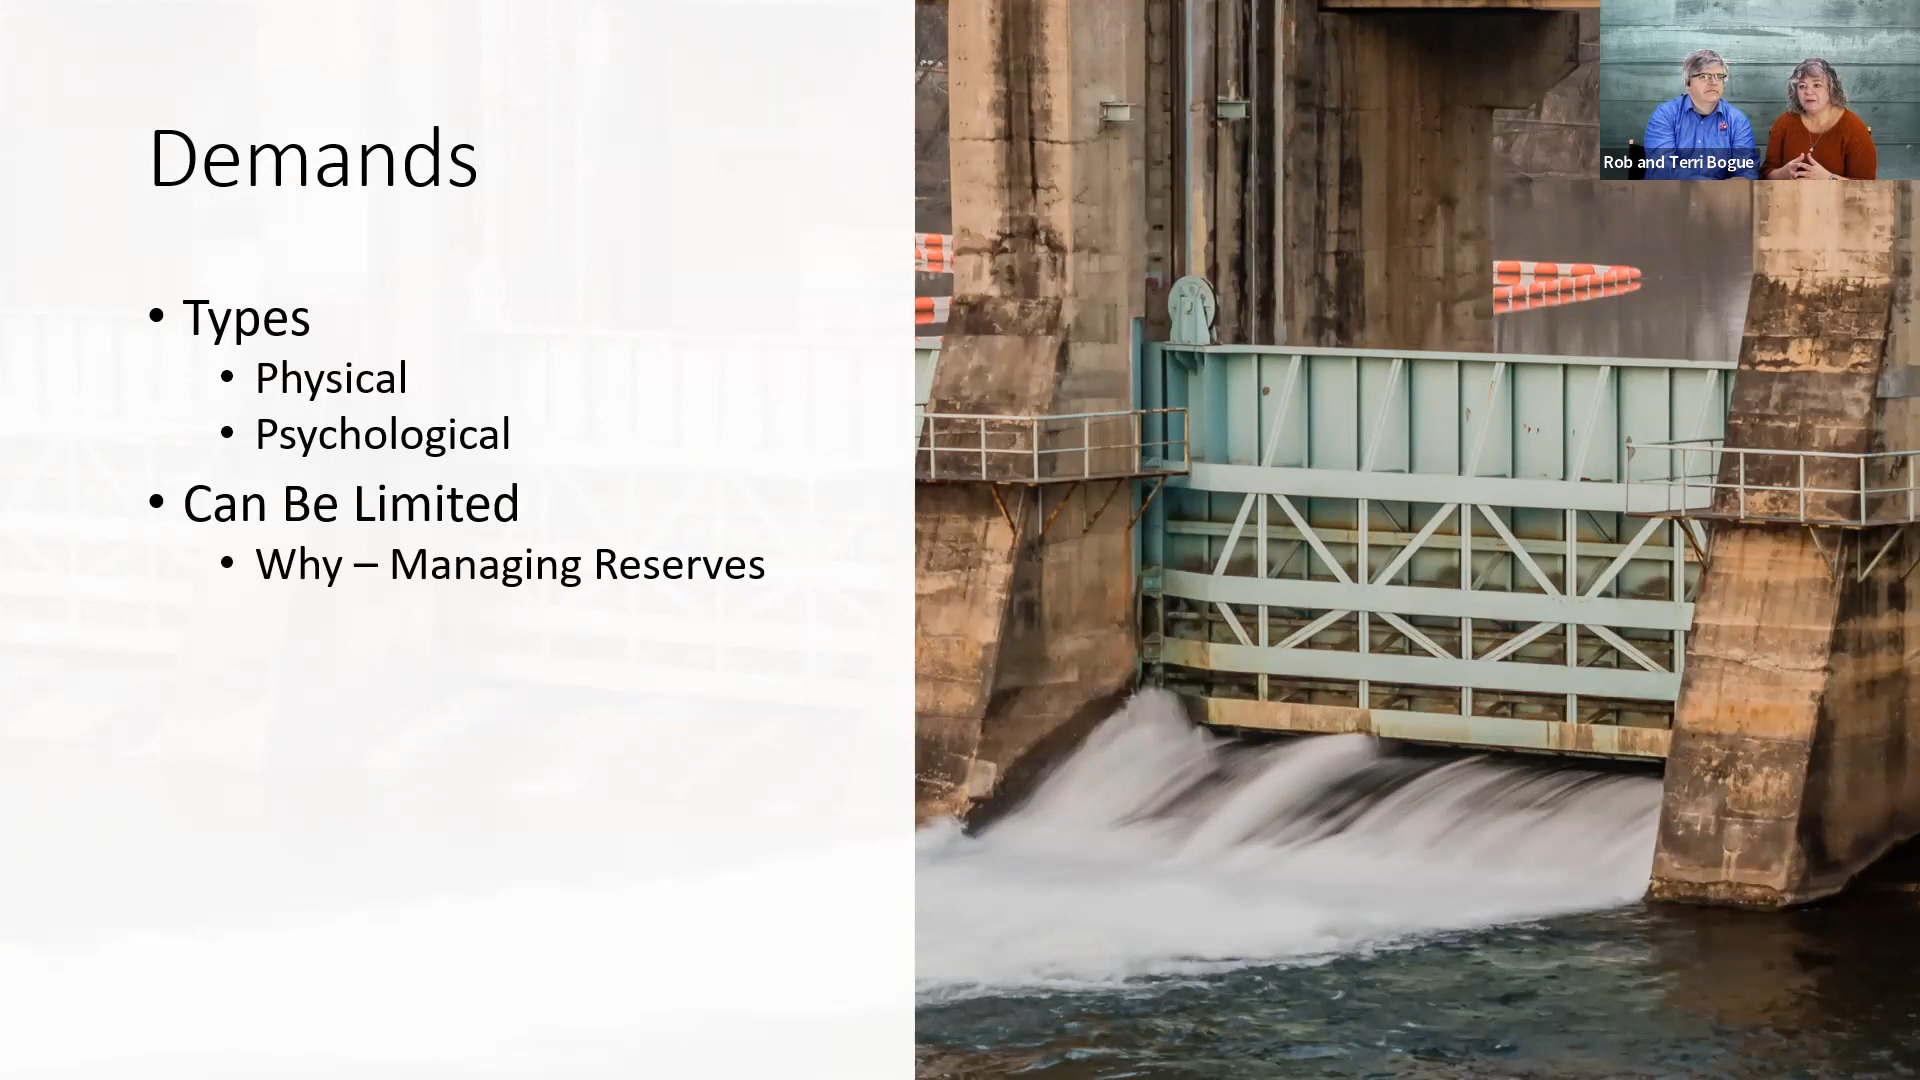 Demands
• Types
• Physical
• Psychological
• Can Be Limited
• Why – Managing Reserves
Rob and Terri Bogue